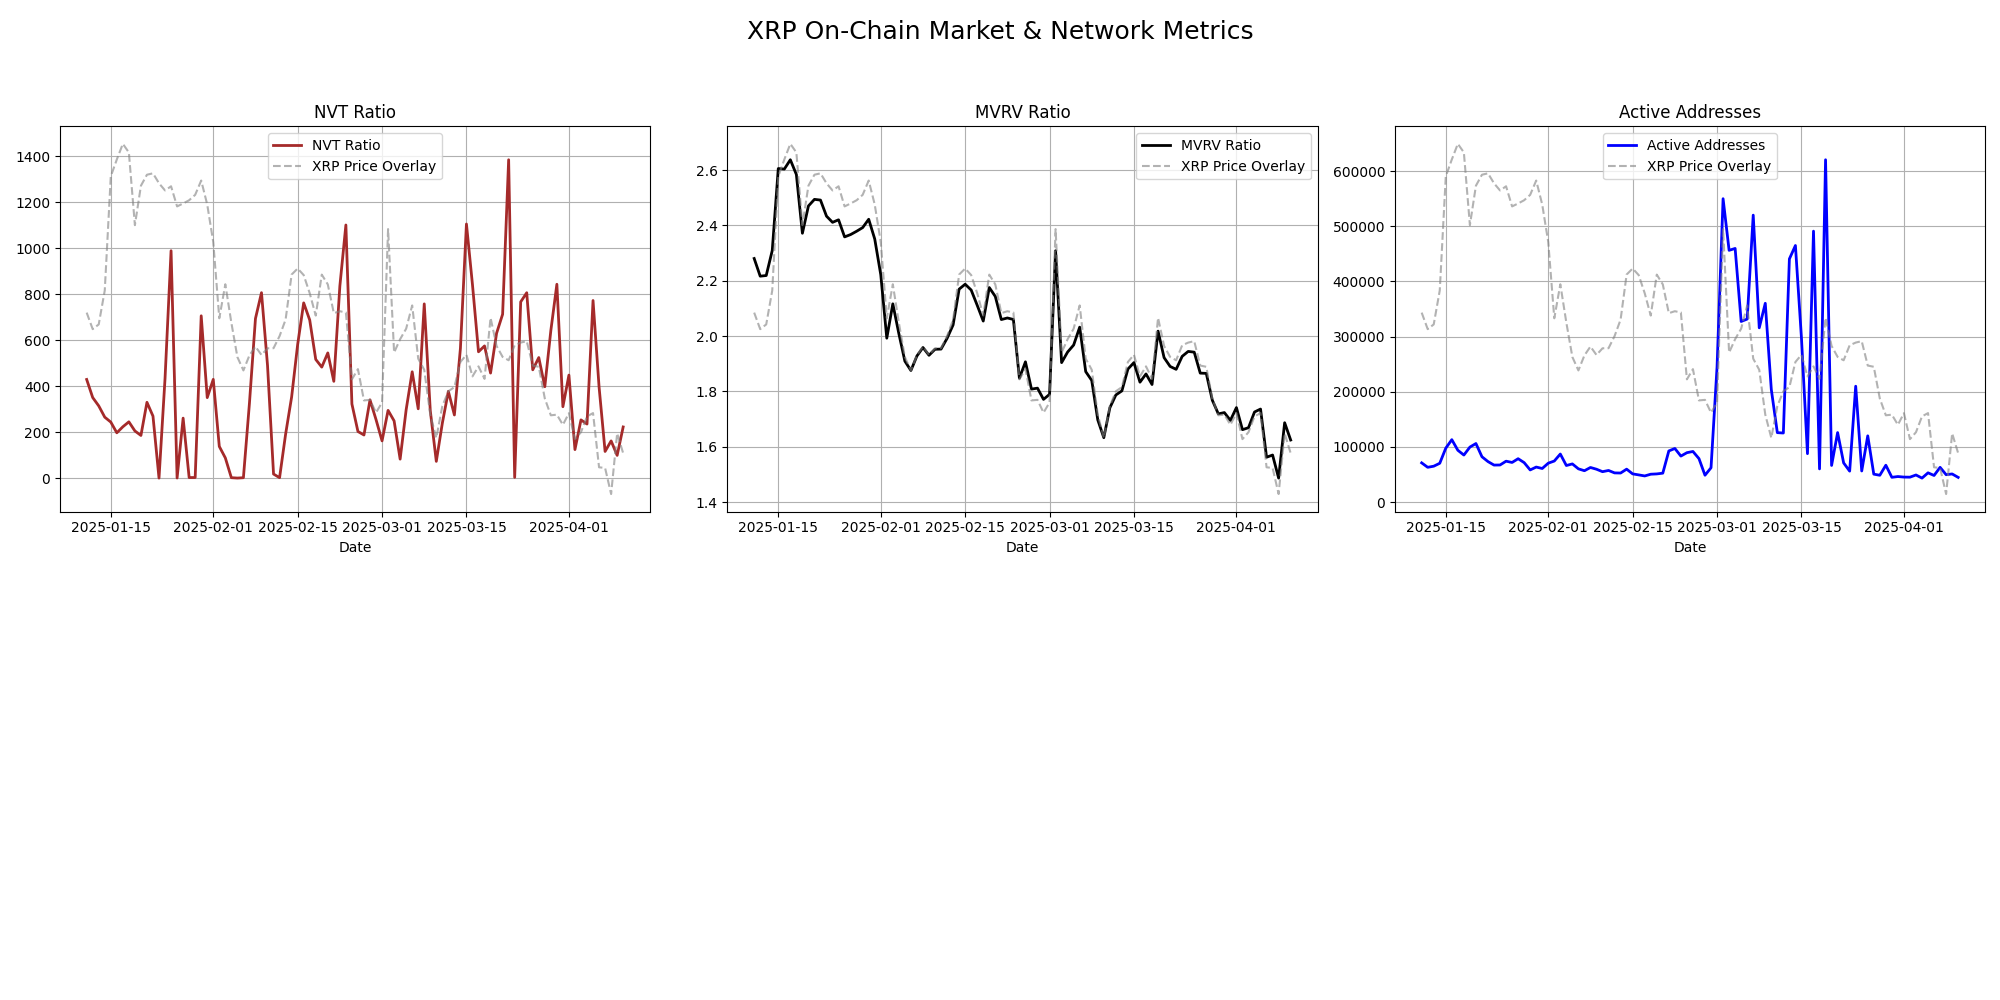 XRP On-Chain Market & Network Metrics
NVT Ratio
NVT Ratio
XRP Price Overlay
1400
1200
1000
800
600
400
200
0
2025-01-15 2025-02-01 2025-02-15 2025-03-01 2025-03-15 2025-04-01
Date
MVRV Ratio
MVRV Ratio
XRP Price Overlay
2.6
2.4
2.2
2.0
1.8
1.6
1.4
2025-01-15 2025-02-01 2025-02-15 2025-03-01 2025-03-15 2025-04-01
Date
Active Addresses
Active Addresses
XRP Price Overlay
600000
500000
400000
300000
200000
100000
0
2025-01-15 2025-02-01 2025-02-15 2025-03-01 2025-03-15 2025-04-01
Date